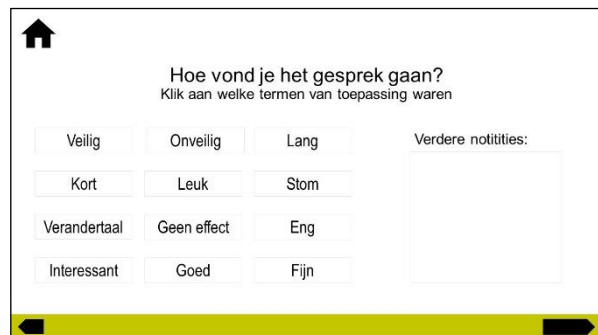 Hoe vond je het gesprek gaan?
Klik aan welke termen van toepassing waren
Veilig
Onveilig
Lang
Kort
Leuk
Stom
Verandertaal
Geen effect
Eng
Interessant
Goed
Fijn
Verdere notitities: